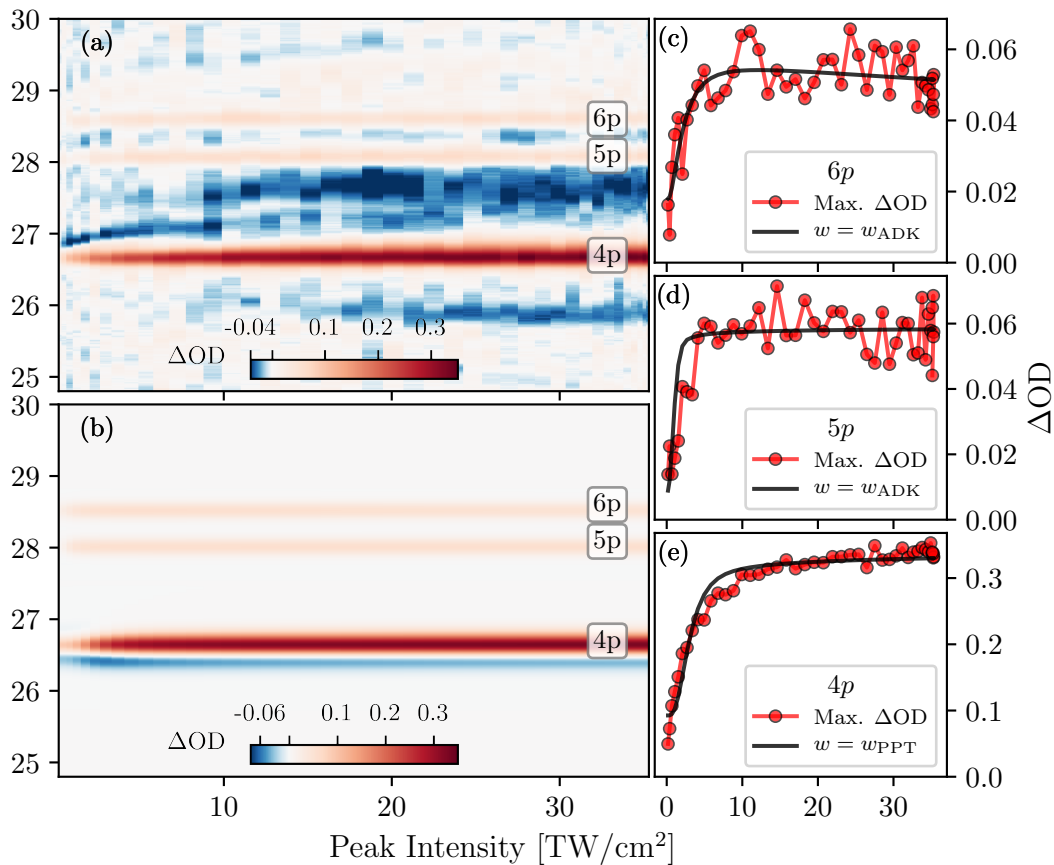 30
(a)
29
6p
28
5p
27
4p
26
-0.04 0.1 0.2 0.3
ΔOD
25
30
(b)
29
6p
28
5p
27
4p
26
-0.06 0.1 0.2 0.3
ΔOD
25
10 20 30
Peak Intensity [TW/cm²]
(c)
0.06
0.04
6p
Max. ΔOD
0.02
w = w_ADK
0.00
(d)
0.06
0.04
5p
Max. ΔOD
0.02
w = w_ADK
0.00
ΔOD
(e)
0.3
0.2
4p
Max. ΔOD
0.1
w = w_PPT
0.0
0 10 20 30